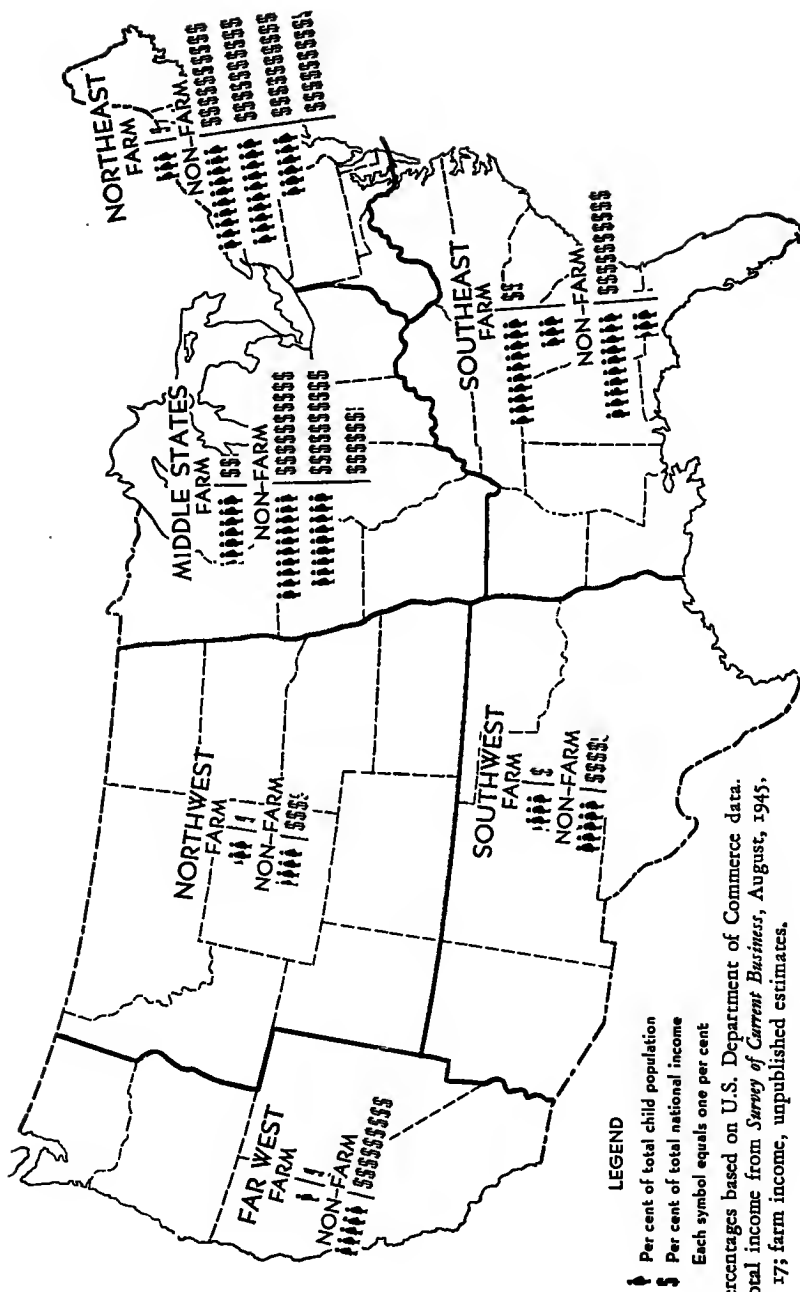 NORTHEAST
FARM
NON-FARM
MIDDLE STATES
FARM
NON-FARM
SOUTHEAST
FARM
NON-FARM
NORTHWEST
FARM
NON-FARM
SOUTHWEST
FARM
NON-FARM
FAR WEST
FARM
NON-FARM
LEGEND
Per cent of total child population
$ Per cent of total national income
Each symbol equals one per cent
ercentages based on U.S. Department of Commerce data.
otal income from Survey of Current Business, August, 1945,
17; farm income, unpublished estimates.